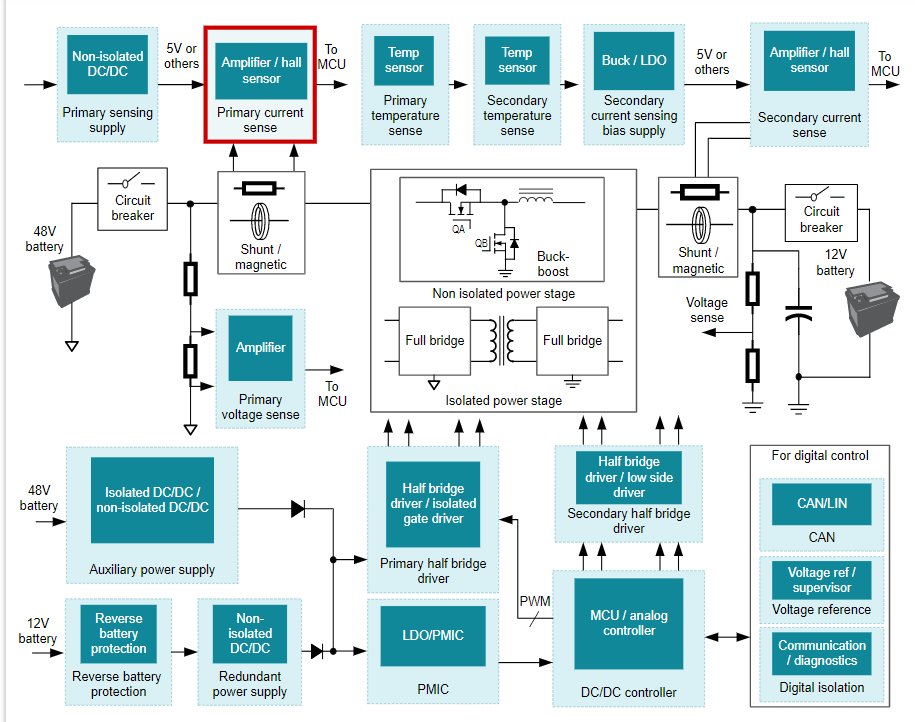 Non-isolated
DC/DC
Primary sensing
supply
5V or
others
Amplifier / hall
sensor
Primary current
sense
To
MCU
Temp
sensor
Primary
temperature
sense
Temp
sensor
Secondary
temperature
sense
Buck / LDO
Secondary
current sensing
bias supply
5V or
others
Amplifier / hall
sensor
Secondary current
sense
To
MCU
48V
battery
Circuit
breaker
Shunt /
magnetic
QA
QB
Buck-
boost
Non isolated power stage
Full bridge
Full bridge
Isolated power stage
Shunt /
magnetic
Circuit
breaker
12V
battery
Voltage
sense
Amplifier
Primary
voltage sense
To
MCU
48V
battery
Isolated DC/DC /
non-isolated DC/DC
Auxiliary power supply
Half bridge
driver / isolated
gate driver
Primary half bridge
driver
Half bridge
driver / low side
driver
Secondary half bridge
driver
For digital control
CAN/LIN
CAN
Voltage ref /
supervisor
Voltage reference
Communication
/ diagnostics
Digital isolation
12V
battery
Reverse
battery
protection
Reverse battery
protection
Non-
isolated
DC/DC
Redundant
power supply
LDO/PMIC
PMIC
PWM
MCU / analog
controller
DC/DC controller